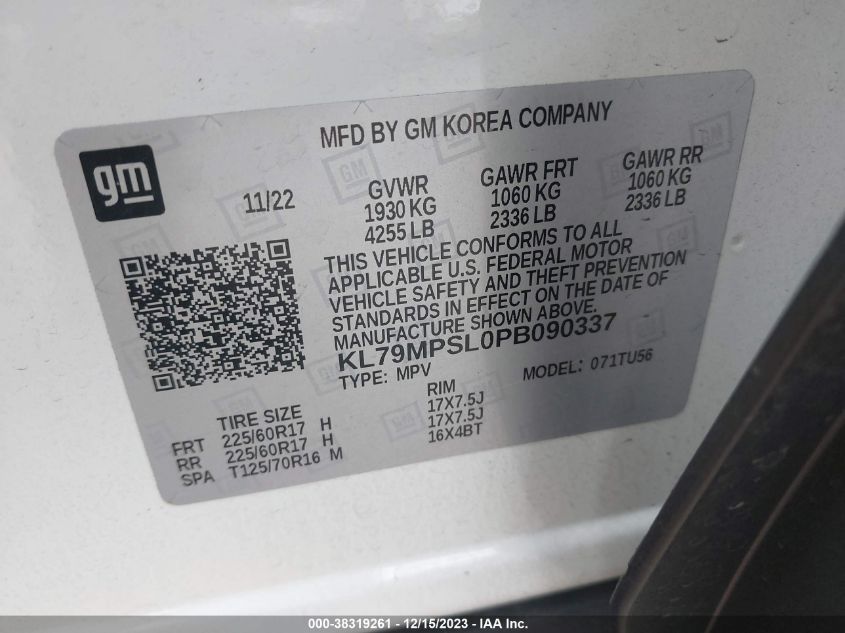 MFD BY GM KOREA COMPANY
gm
11/22
GVWR
1930 KG
4255 LB
GAWR FRT
1060 KG
2336 LB
GAWR RR
1060 KG
2336 LB
THIS VEHICLE CONFORMS TO ALL
APPLICABLE U.S. FEDERAL MOTOR
VEHICLE SAFETY AND THEFT PREVENTION
STANDARDS IN EFFECT ON THE DATE OF
MANUFACTURE SHOWN ABOVE.
KL79MPSL0PB090337
TYPE: MPV
MODEL: 071TU56
TIRE SIZE
RIM
FRT 225/60R17 H 17X7.5J
RR 225/60R17 H 17X7.5J
SPA T125/70R16 M 16X4BT
000-38319261 - 12/15/2023 - IAA Inc.